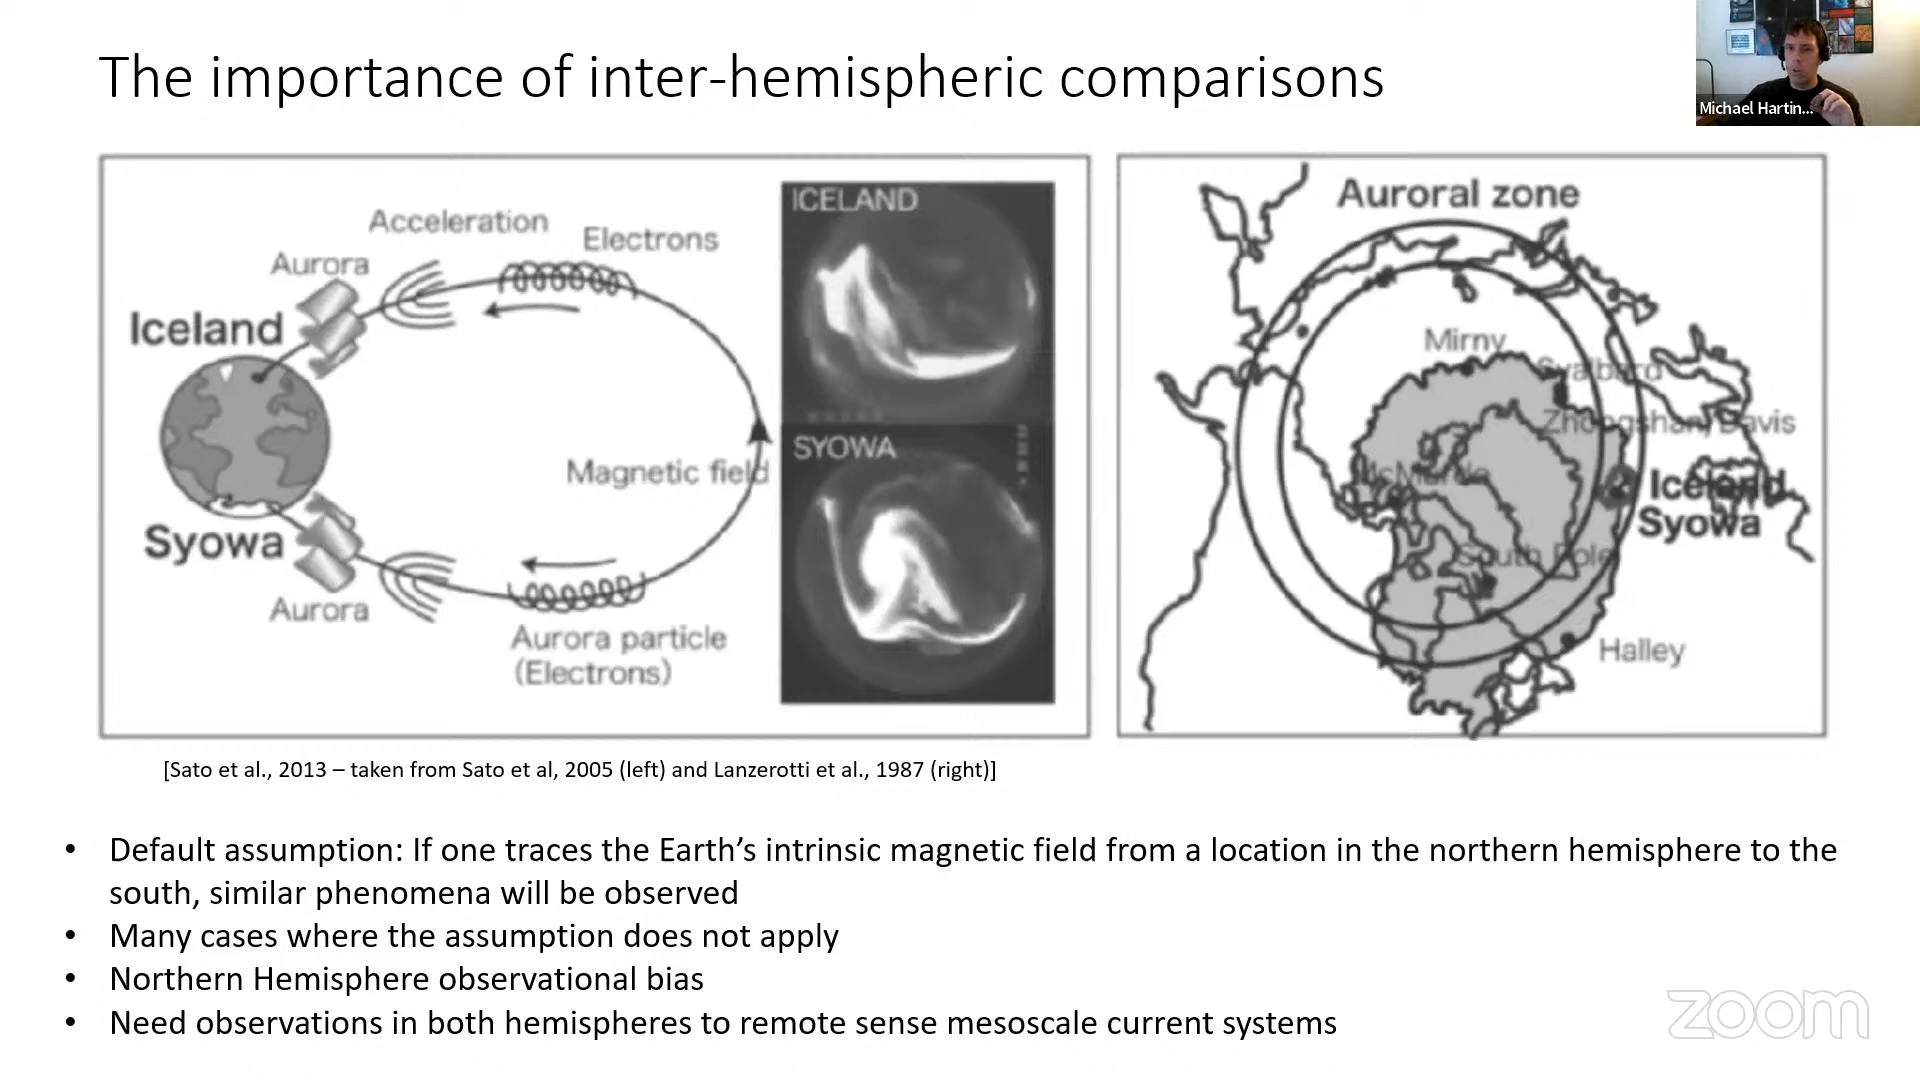 The importance of inter-hemispheric comparisons
Michael Hartin...
Acceleration
Electrons
Aurora
Iceland
Magnetic field
Syowa
Aurora
Aurora particle
(Electrons)
ICELAND
SYOWA
Auroral zone
Mirny
Svalbard
Zhongshan, Davis
McMurdo
Iceland
Syowa
South Pole
Halley
[Sato et al., 2013 – taken from Sato et al, 2005 (left) and Lanzerotti et al., 1987 (right)]
• Default assumption: If one traces the Earth’s intrinsic magnetic field from a location in the northern hemisphere to the
south, similar phenomena will be observed
• Many cases where the assumption does not apply
• Northern Hemisphere observational bias
• Need observations in both hemispheres to remote sense mesoscale current systems
zoom